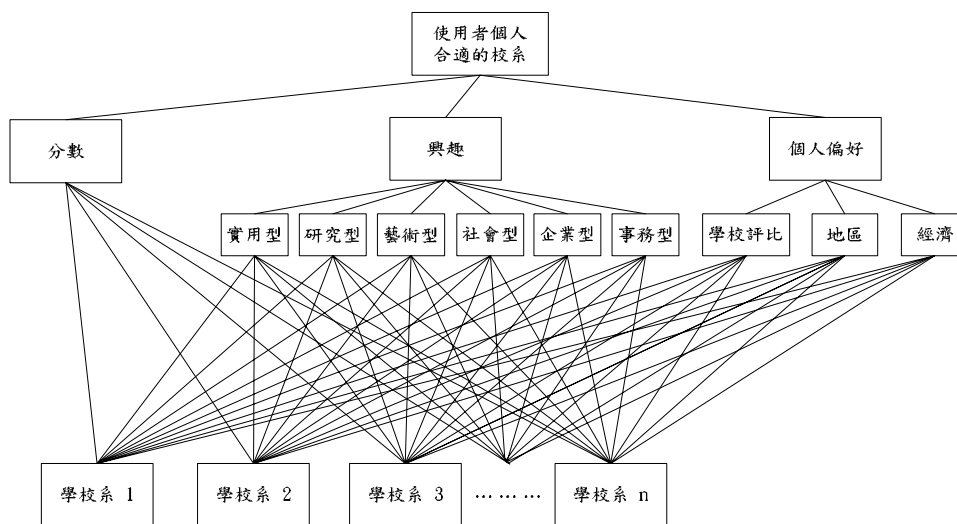 使用者個人
合適的校系
分數
興趣
個人偏好
實用型
研究型
藝術型
社會型
企業型
事務型
學校評比
地區
經濟
學校系 1
學校系 2
學校系 3
………
學校系 n